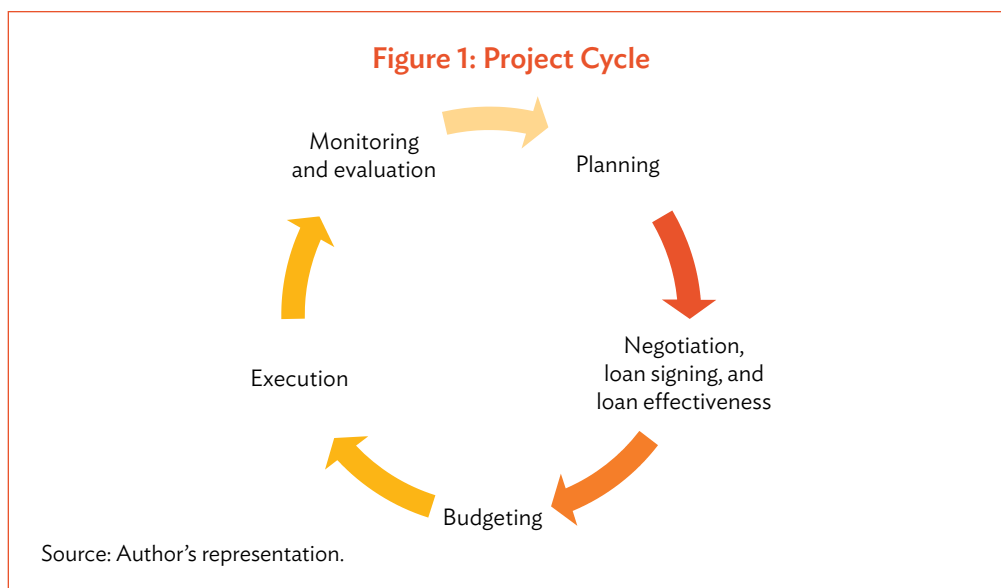 Figure 1: Project Cycle
Monitoring
and evaluation
Planning
Negotiation,
loan signing, and
loan effectiveness
Execution
Budgeting
Source: Author’s representation.